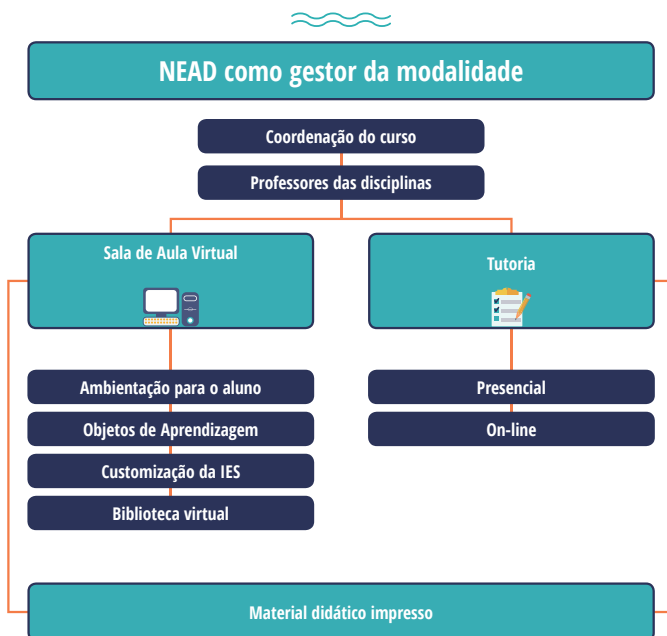 NEAD como gestor da modalidade
Coordenação do curso
Professores das disciplinas
Sala de Aula Virtual
Tutoria
Ambientação para o aluno
Objetos de Aprendizagem
Customização da IES
Biblioteca virtual
Presencial
On-line
Material didático impresso